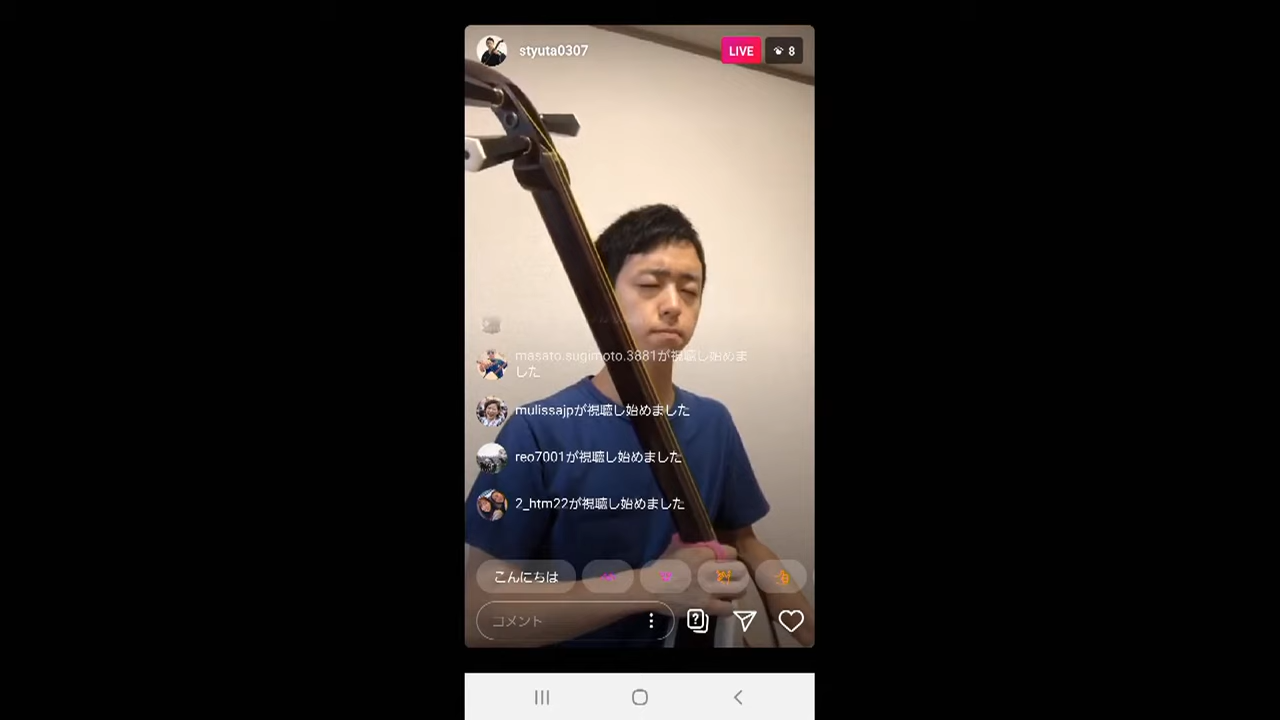 styuta0307
LIVE
8
masato.sugimoto.3881が視聴し始めま
した
mulissajpが視聴し始めました
reo7001が視聴し始めました
2_htm22が視聴し始めました
こんにちは
コメント